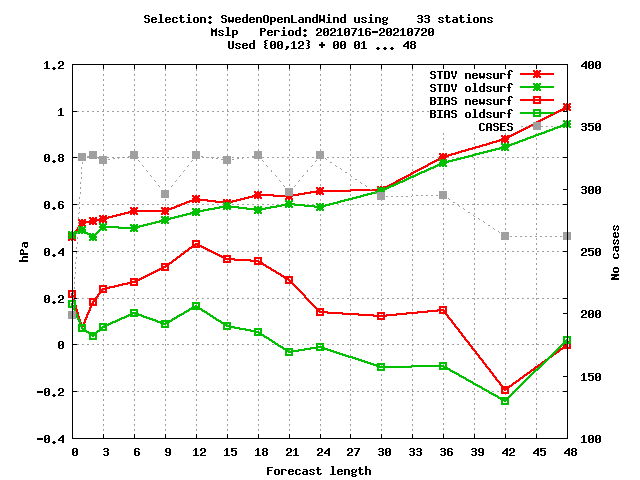 Selection: SwedenOpenLandWind using    33 stations
Mslp   Period: 20210716-20210720
Used {00,12} + 00 01 ... 48
STDV newsurf
STDV oldsurf
BIAS newsurf
BIAS oldsurf
CASES
1.2
1
0.8
0.6
0.4
0.2
0
-0.2
-0.4
hPa
400
350
300
250
200
150
100
No cases
0 3 6 9 12 15 18 21 24 27 30 33 36 39 42 45 48
Forecast length